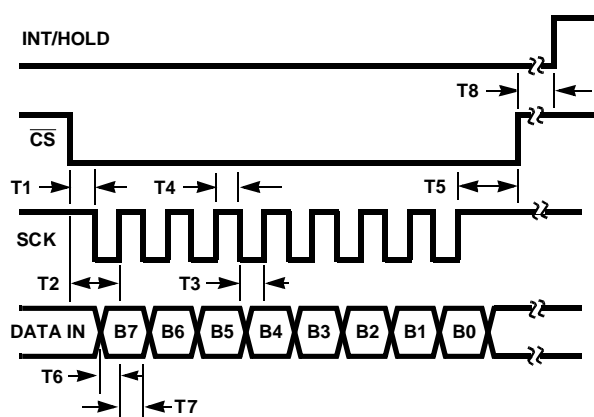 INT/HOLD
T8
CS
T1
T4
T5
SCK
T2
T3
DATA IN B7 B6 B5 B4 B3 B2 B1 B0
T6
T7